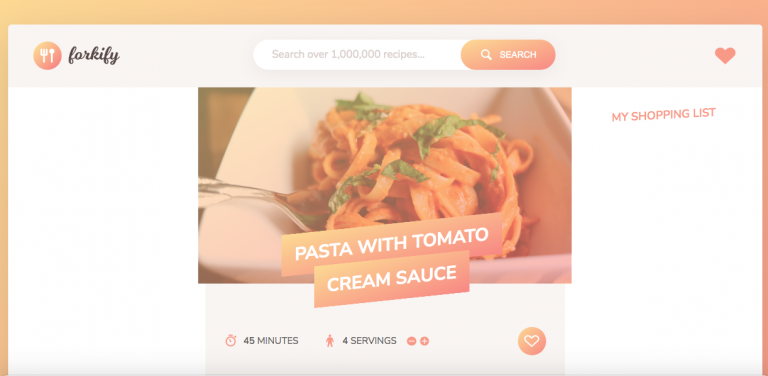 forkify
Search over 1,000,000 recipes...
SEARCH
MY SHOPPING LIST
PASTA WITH TOMATO
CREAM SAUCE
45 MINUTES
4 SERVINGS